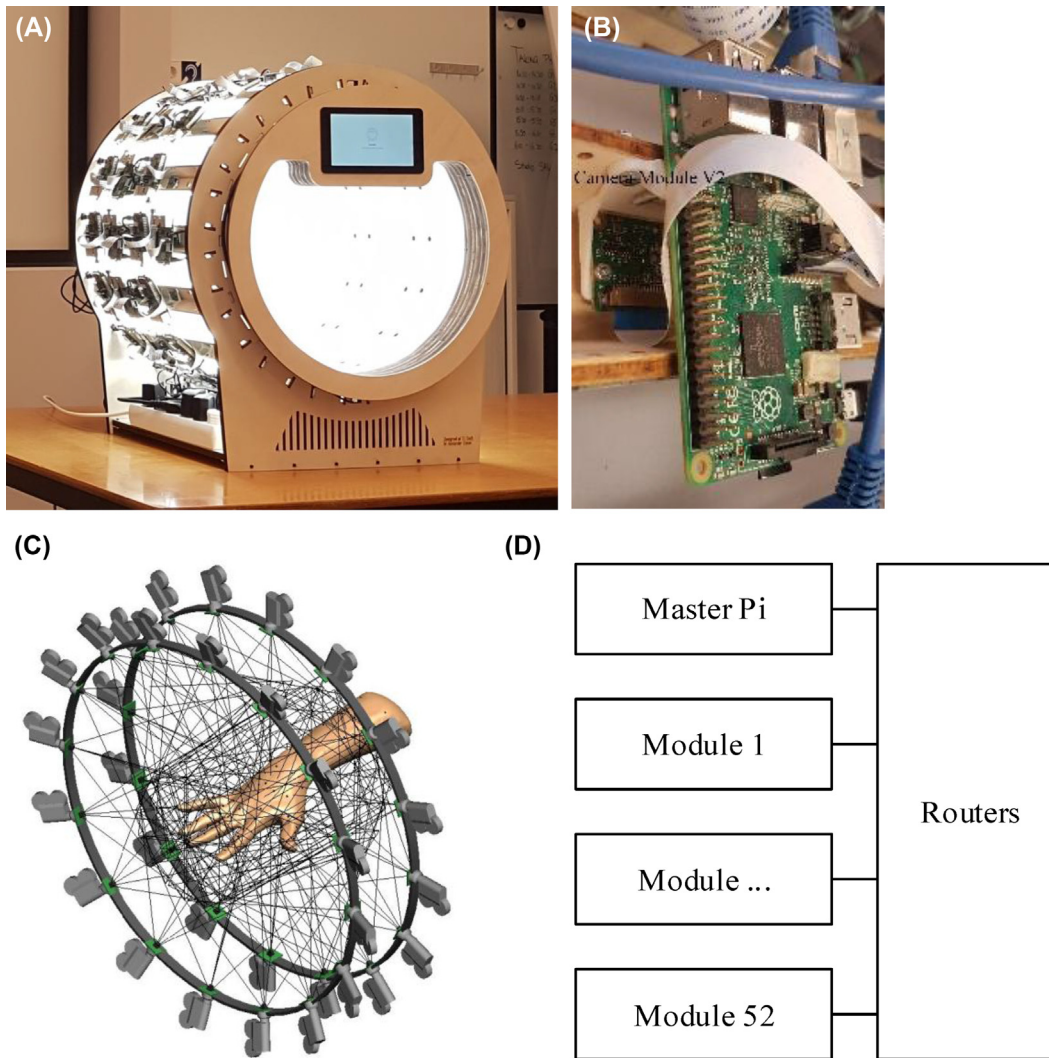 (A)
(B)
Camera Module V2
(C)
(D)
Master Pi
Module 1
Module ...
Module 52
Routers